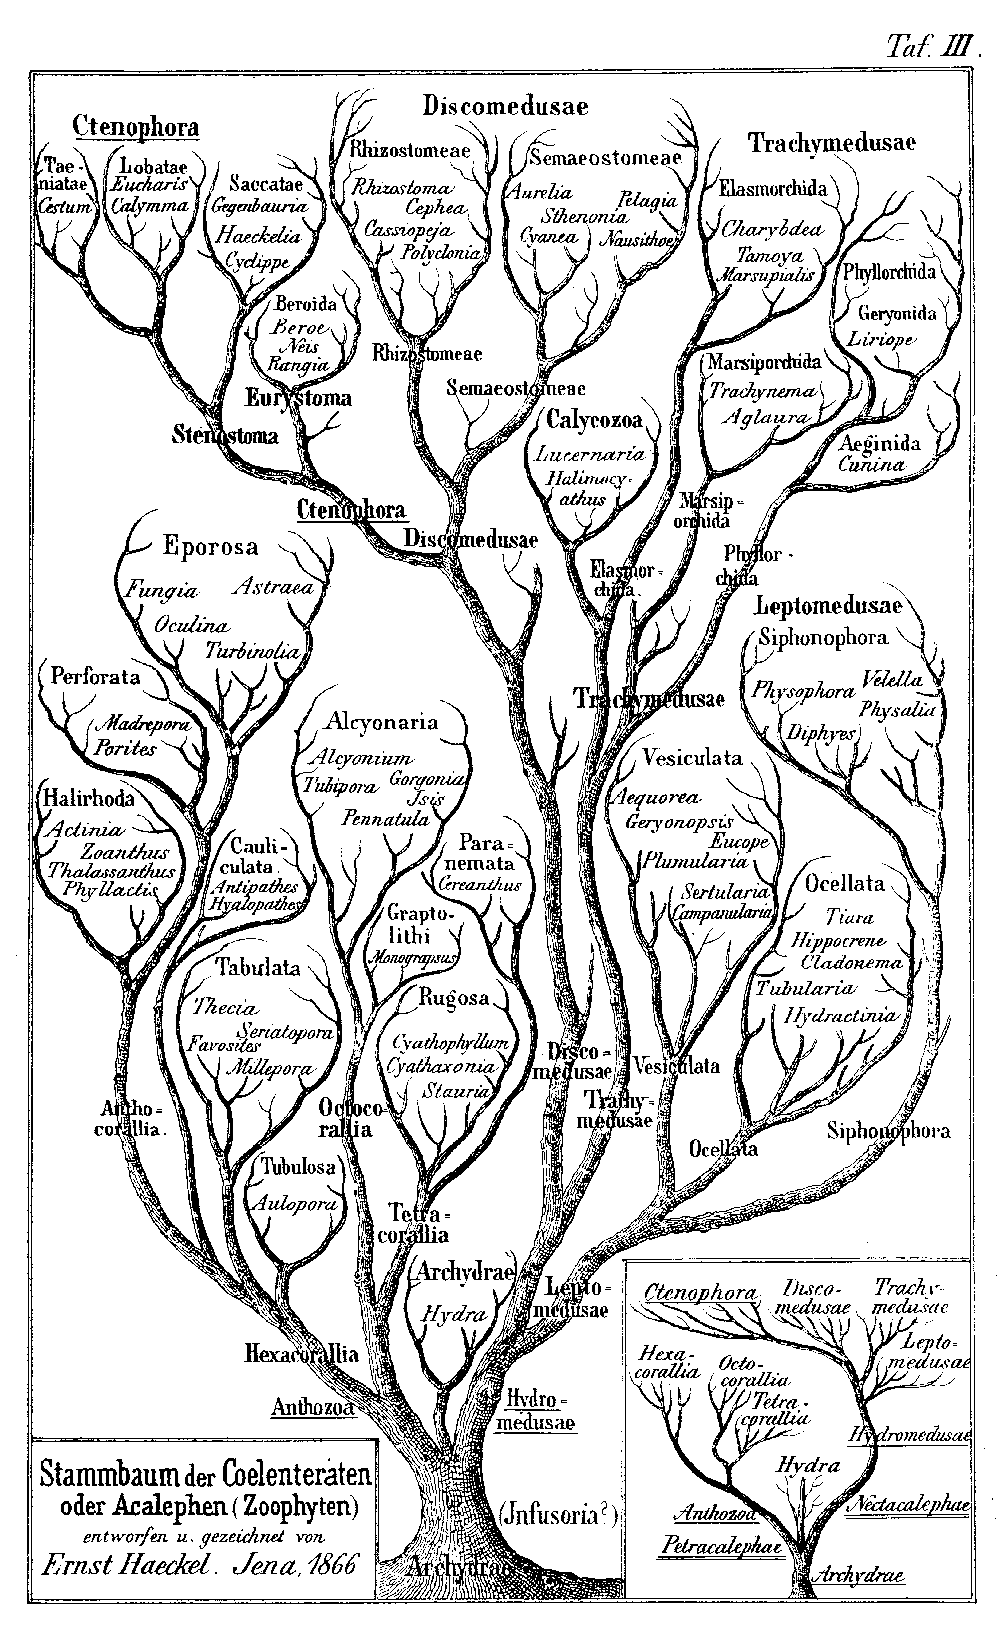 Taf. III.
Discomedusae
Ctenophora
Trachymedusae
Tae-
niatae
Cestum
Lobatae
Eucharis
Calymma
Saccatae
Gegenbauria
Haeckelia
Cydippe
Rhizostomeae
Rhizostoma
Cephea
Cassiopeja
Polyclonia
Semaeostomeae
Aurelia
Pelagia
Sthenonia
Cyanea
Nausithoe
Elasmorchida
Charybdea
Tamoya
Marsupialis
Phyllorchida
Geryonida
Liriope
Beroida
Beroe
Neis
Rangia
Rhizostomeae
Eurystoma
Semaeostomeae
Stenostoma
Marsiporchida
Trachynema
Aglaura
Calycozoa
Lucernaria
Halimocy-
athus
Aeginida
Cunina
Ctenophora
Discomedusae
Marsip=
orchida
Elasmor=
chida.
Phyllor-
chida
Eporosa
Fungia
Astraea
Oculina
Turbinolia
Leptomedusae
Siphonophora
Physophora
Velella
Physalia
Diphyes
Perforata
Madrepora
Porites
Trachymedusae
Alcyonaria
Alcyonium
Tubipora
Gorgonia
Isis
Pennatula
Vesiculata
Aequorea
Geryonopsis
Eucope
Plumularia
Sertularia
Campanularia
Halirhoda
Actinia
Zoanthus
Thalassanthus
Phyllactis
Cauli-
culata.
Antipathes
Hyalopathes
Para=
nemata
Cereanthus
Ocellata
Tiara
Hippocrene
Cladonema
Tubularia
Hydractinia
Grapto-
lithi
Monograpsus
Tabulata
Thecia
Seriatopora
Favosites
Millepora
Rugosa
Cyathophyllum
Cyathaxonia
Stauria
Disco=
medusae
Vesiculata
Antho=
corallia.
Octoco-
rallia
Trachy=
medusae
Ocellata
Siphonophora
Tubulosa
Aulopora
Tetra=
corallia
Archydrae
Hydra
Lepto=
medusae
Hexacorallia
Anthozoa
Hydro=
medusae
Ctenophora
Disco-
medusae
Trachy-
medusae
Hexa-
corallia
Octo-
corallia
Lepto-
medusae
Tetra-
corallia
Hydromedusae
Hydra
Anthozoa
Nectacalephae
Petracalephae
Archydrae
Stammbaum der Coelenteraten
oder Acalephen (Zoophyten)
entworfen u. gezeichnet von
Ernst Haeckel. Jena, 1866
(Infusoria?)
Archydrae